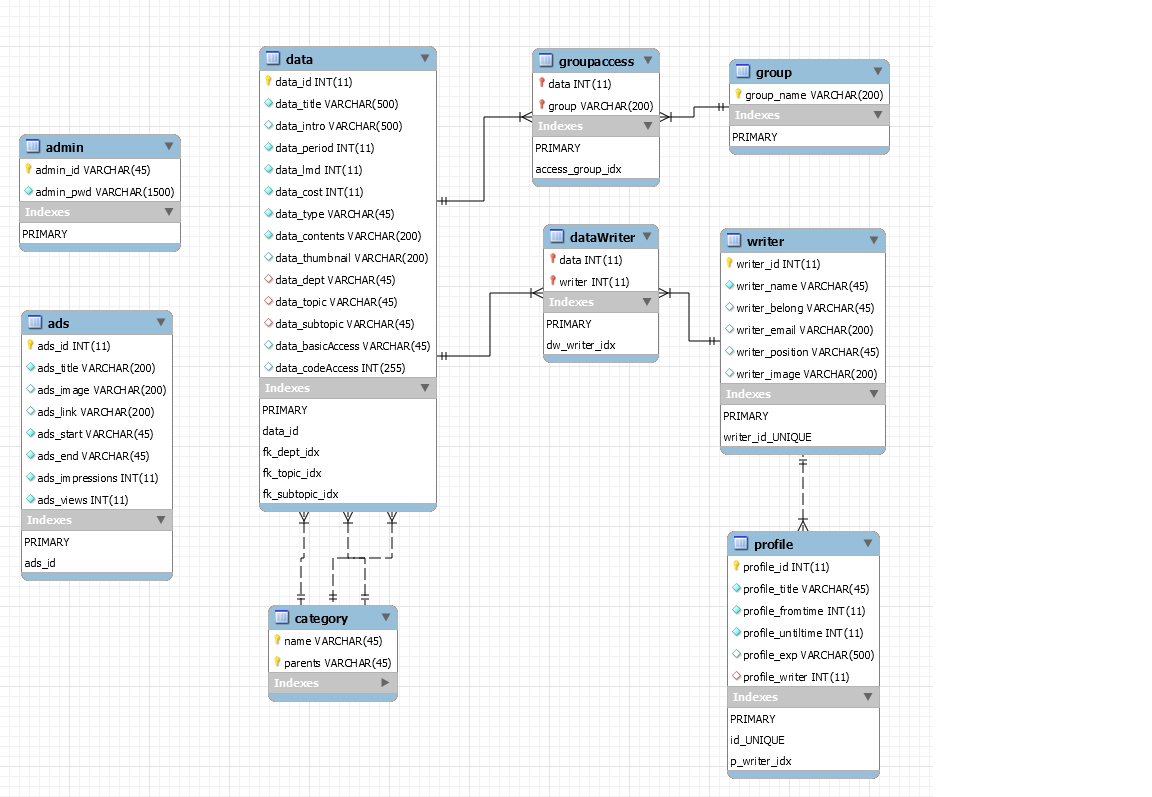 admin
admin_id VARCHAR(45)
admin_pwd VARCHAR(1500)
Indexes
PRIMARY
ads
ads_id INT(11)
ads_title VARCHAR(200)
ads_image VARCHAR(200)
ads_link VARCHAR(200)
ads_start VARCHAR(45)
ads_end VARCHAR(45)
ads_impressions INT(11)
ads_views INT(11)
Indexes
PRIMARY
ads_id
data
data_id INT(11)
data_title VARCHAR(500)
data_intro VARCHAR(500)
data_period INT(11)
data_lmd INT(11)
data_cost INT(11)
data_type VARCHAR(45)
data_contents VARCHAR(200)
data_thumbnail VARCHAR(200)
data_dept VARCHAR(45)
data_topic VARCHAR(45)
data_subtopic VARCHAR(45)
data_basicAccess VARCHAR(45)
data_codeAccess INT(255)
Indexes
PRIMARY
data_id
fk_dept_idx
fk_topic_idx
fk_subtopic_idx
category
name VARCHAR(45)
parents VARCHAR(45)
Indexes
groupaccess
data INT(11)
group VARCHAR(200)
Indexes
PRIMARY
access_group_idx
group
group_name VARCHAR(200)
Indexes
PRIMARY
dataWriter
data INT(11)
writer INT(11)
Indexes
PRIMARY
dw_writer_idx
writer
writer_id INT(11)
writer_name VARCHAR(45)
writer_belong VARCHAR(45)
writer_email VARCHAR(200)
writer_position VARCHAR(45)
writer_image VARCHAR(200)
Indexes
PRIMARY
writer_id_UNIQUE
profile
profile_id INT(11)
profile_title VARCHAR(45)
profile_fromtime INT(11)
profile_untiltime INT(11)
profile_exp VARCHAR(500)
profile_writer INT(11)
Indexes
PRIMARY
id_UNIQUE
p_writer_idx